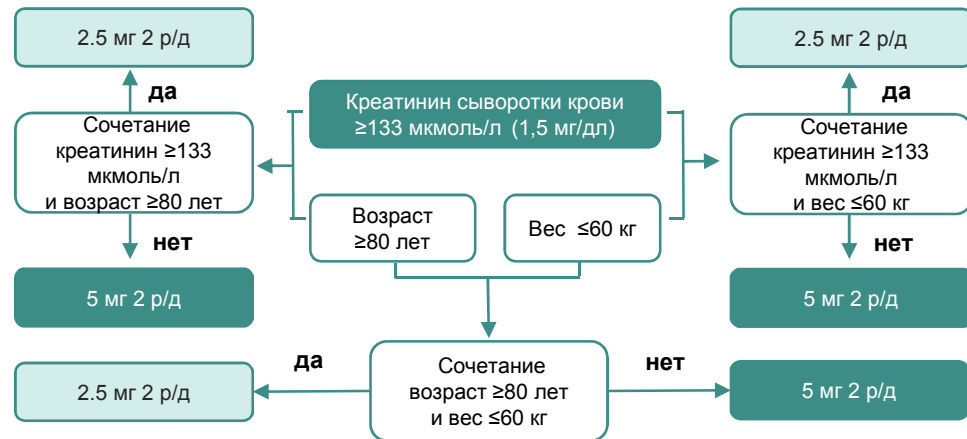 2.5 мг 2 р/д
2.5 мг 2 р/д
да
да
Креатинин сыворотки крови
≥133 мкмоль/л (1,5 мг/дл)
Сочетание
креатинин ≥133
мкмоль/л
и возраст ≥80 лет
Сочетание
креатинин ≥133
мкмоль/л
и вес ≤60 кг
Возраст
≥80 лет
Вес ≤60 кг
нет
нет
5 мг 2 р/д
5 мг 2 р/д
да
нет
2.5 мг 2 р/д
Сочетание
возраст ≥80 лет
и вес ≤60 кг
5 мг 2 р/д